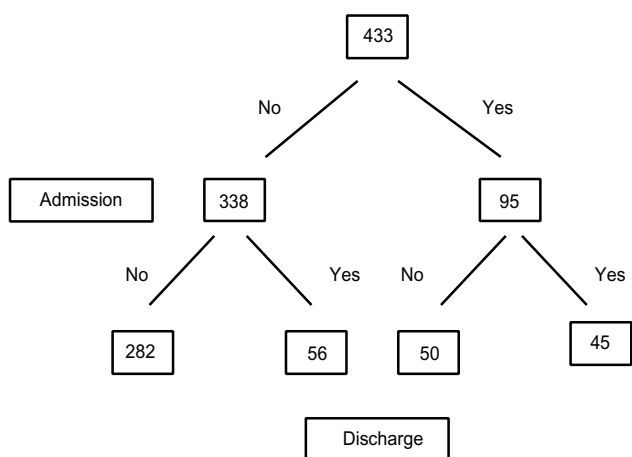 433
No
Yes
Admission
338
95
No
Yes
No
Yes
282
56
50
45
Discharge